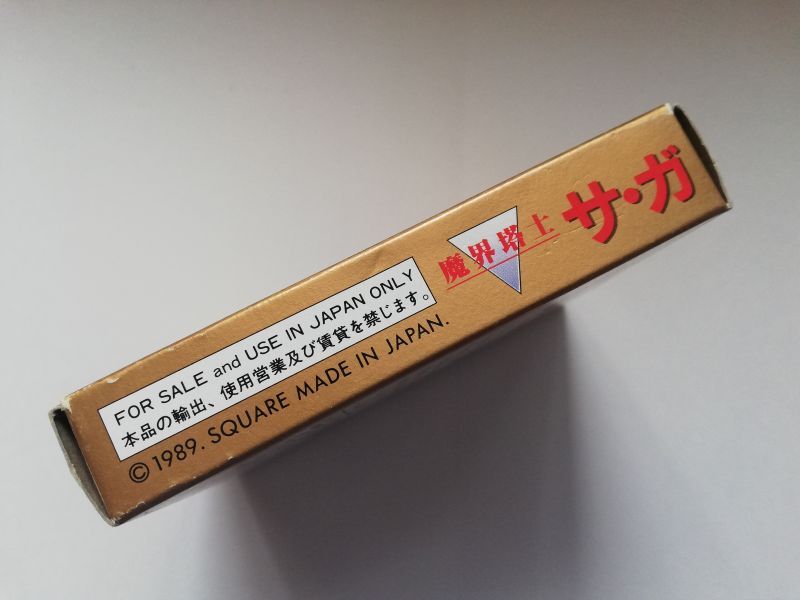 FOR SALE and USE IN JAPAN ONLY
本品の輸出、使用営業及び賃貸を禁じます。
©1989. SQUARE MADE IN JAPAN.
魔界塔士
サ・ガ